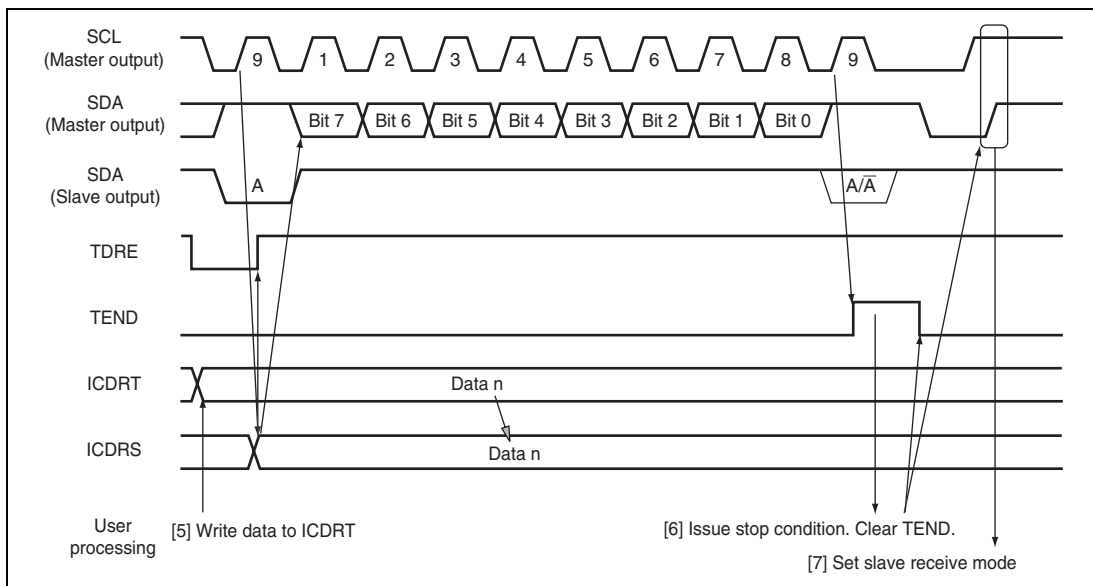 SCL
(Master output)
9 1 2 3 4 5 6 7 8 9
SDA
(Master output)
Bit 7 Bit 6 Bit 5 Bit 4 Bit 3 Bit 2 Bit 1 Bit 0
SDA
(Slave output)
A A/A̅
TDRE
TEND
ICDRT
Data n
ICDRS
Data n
User
processing
[5] Write data to ICDRT
[6] Issue stop condition. Clear TEND.
[7] Set slave receive mode